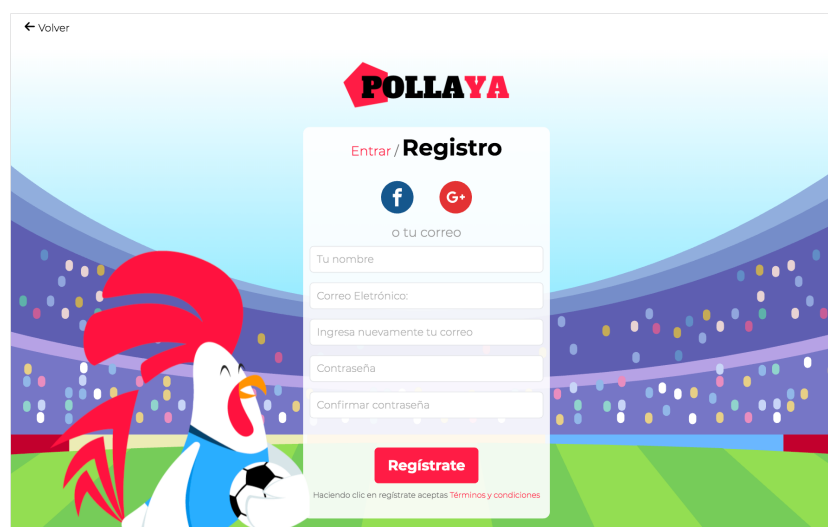 ← Volver
POLLAYA
Entrar / Registro
f G+
o tu correo
Tu nombre
Correo Eletrónico:
Ingresa nuevamente tu correo
Contraseña
Confirmar contraseña
Regístrate
Haciendo clic en regístrate aceptas Términos y condiciones